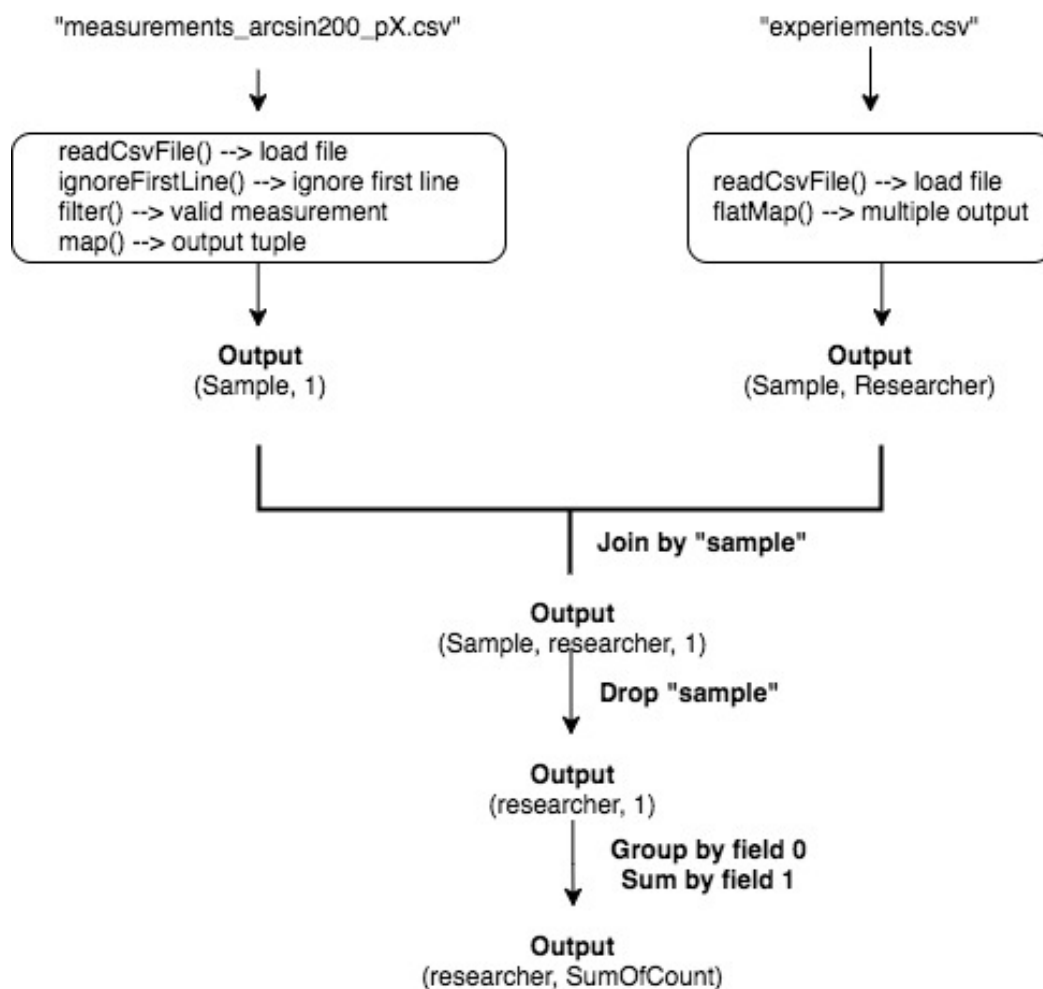 "measurements_arcsin200_pX.csv"
"experiements.csv"
readCsvFile() --> load file
ignoreFirstLine() --> ignore first line
filter() --> valid measurement
map() --> output tuple
readCsvFile() --> load file
flatMap() --> multiple output
Output
(Sample, 1)
Output
(Sample, Researcher)
Join by "sample"
Output
(Sample, researcher, 1)
Drop "sample"
Output
(researcher, 1)
Group by field 0
Sum by field 1
Output
(researcher, SumOfCount)